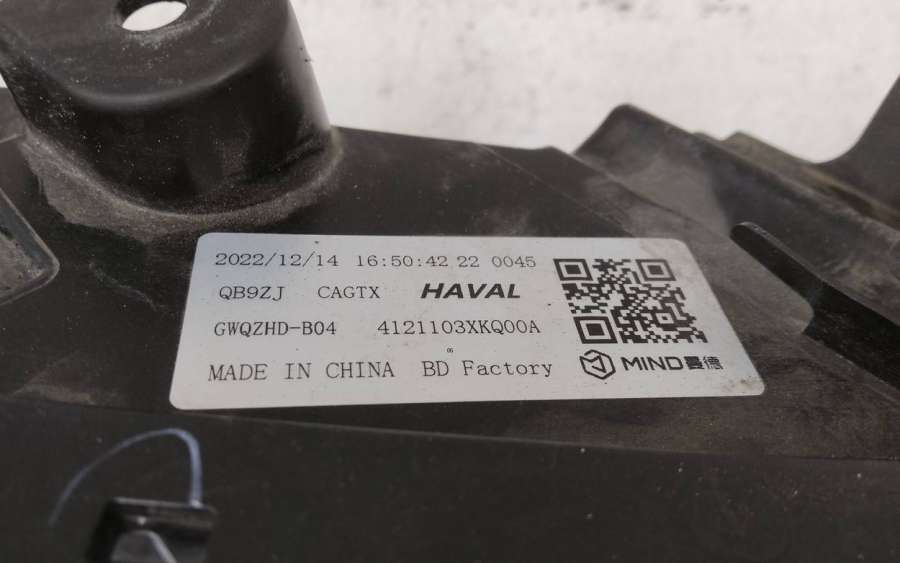 2022/12/14 16:50:42 22 0045
QB9ZJ CAGTX HAVAL
GWQZHD-B04 4121103XKQ00A
06
MADE IN CHINA BD Factory
MIND曼德